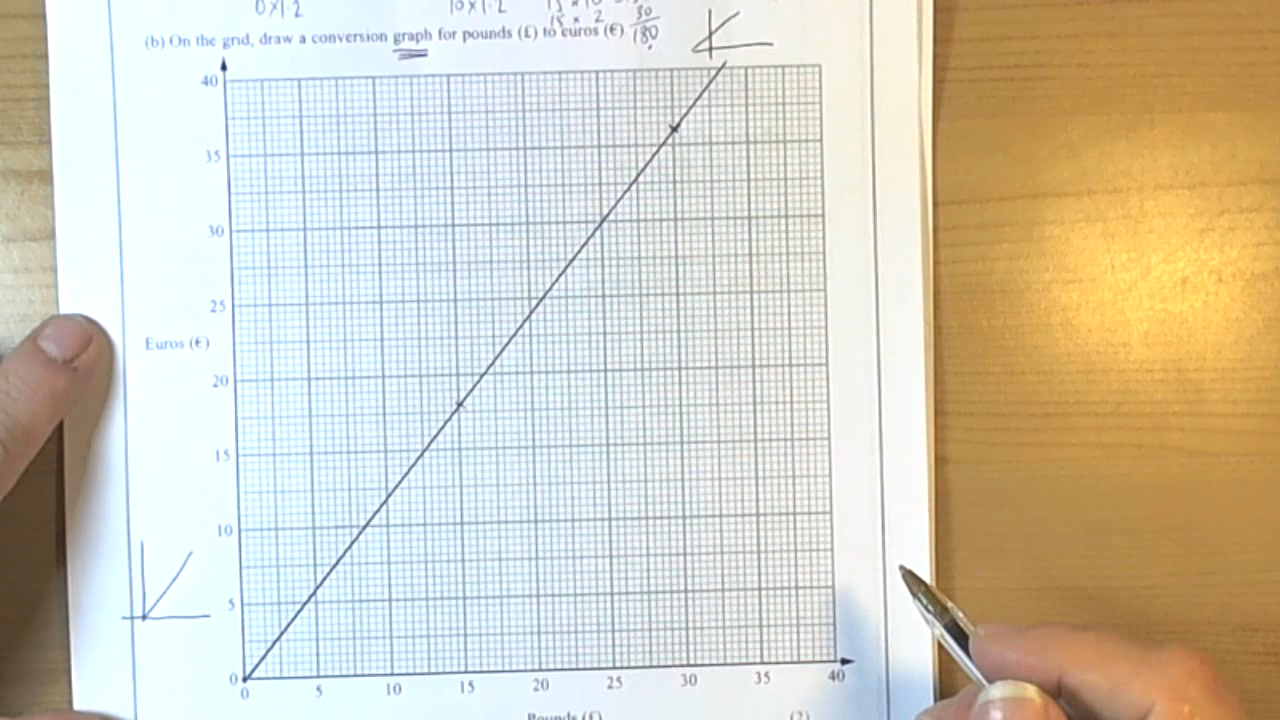 0×1·2
10×1·2
15 × 2
30
180
(b) On the grid, draw a conversion graph for pounds (£) to euros (€).
40
35
30
25
Euros (€)
20
15
10
5
0
0 5 10 15 20 25 30 35 40
Pounds (£)
(2)